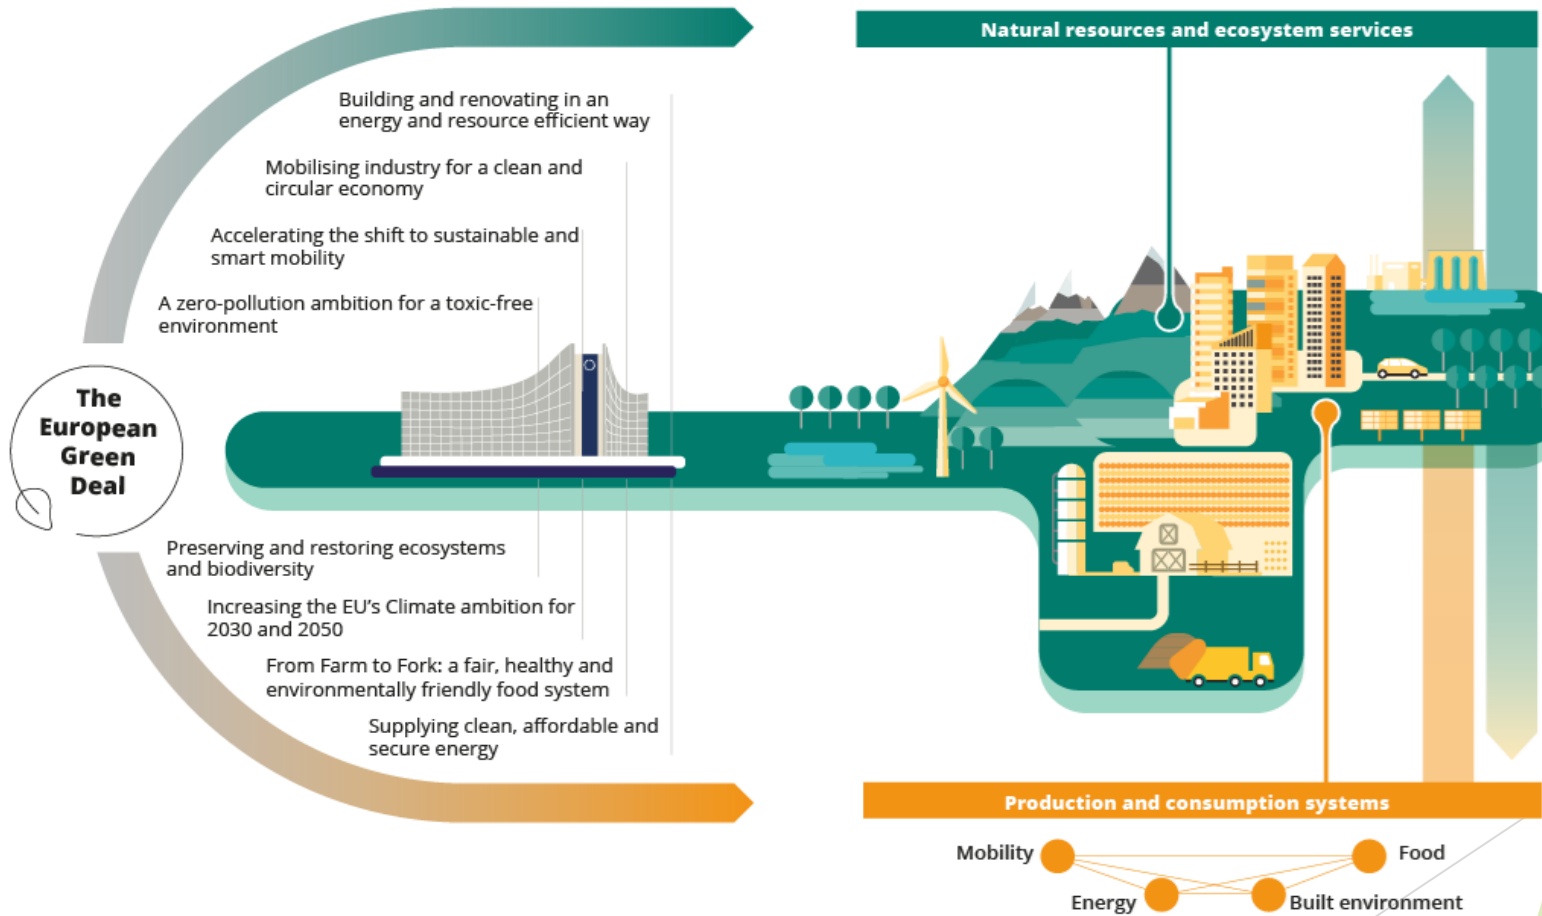 Natural resources and ecosystem services
Building and renovating in an
energy and resource efficient way
Mobilising industry for a clean and
circular economy
Accelerating the shift to sustainable and
smart mobility
A zero-pollution ambition for a toxic-free
environment
The
European
Green
Deal
Preserving and restoring ecosystems
and biodiversity
Increasing the EU’s Climate ambition for
2030 and 2050
From Farm to Fork: a fair, healthy and
environmentally friendly food system
Supplying clean, affordable and
secure energy
Production and consumption systems
Mobility
Food
Energy
Built environment